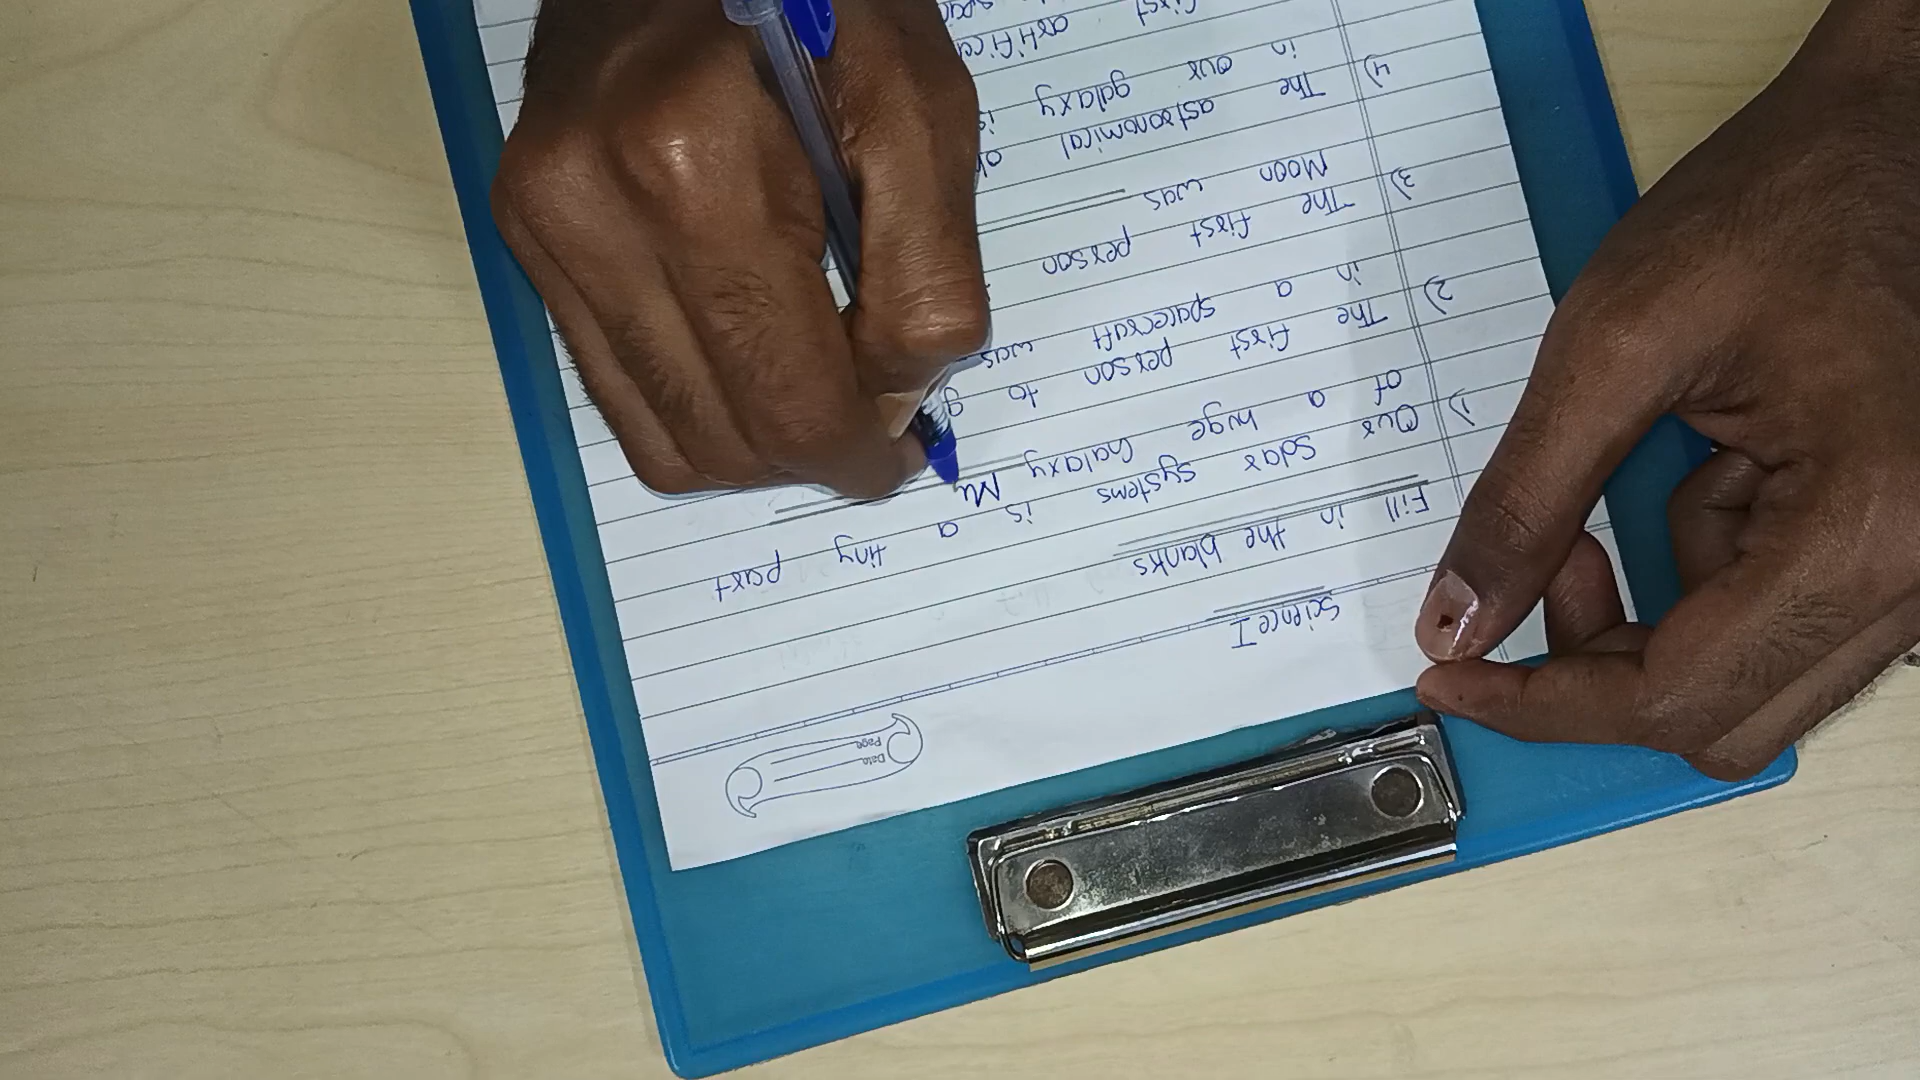 Date
Page
Science I
Fill in the blanks
1) Our Solar systems is a tiny part
of a huge Galaxy
2) The first person to
in a spacecraft was
3) The first person
Moon was
4) The astronomical
in our galaxy is
first